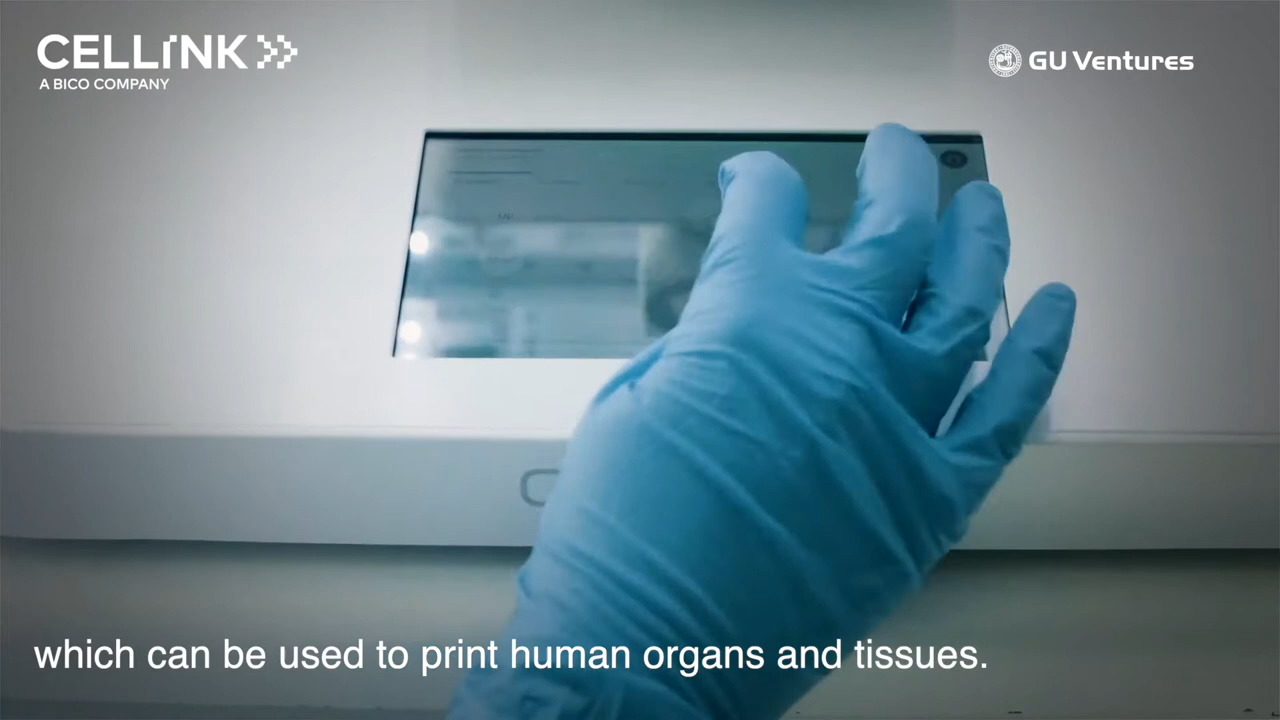 CELLINK
A BICO COMPANY
GU Ventures
which can be used to print human organs and tissues.